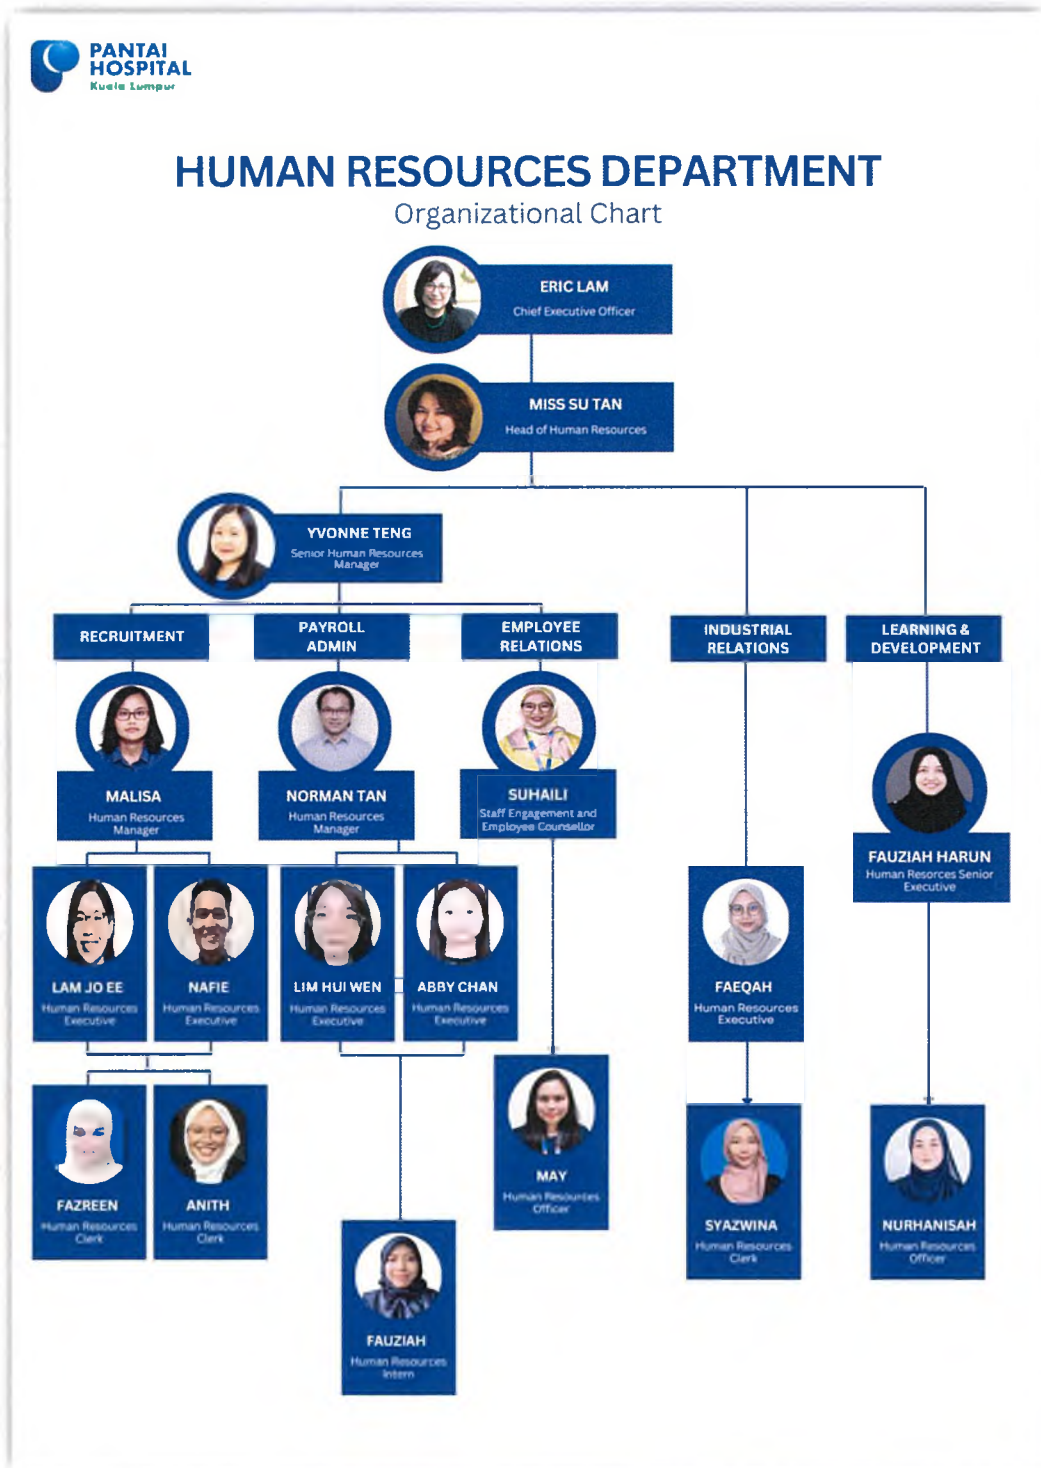 PANTAI
HOSPITAL
Kuala Lumpur
HUMAN RESOURCES DEPARTMENT
Organizational Chart
ERIC LAM
Chief Executive Officer
MISS SU TAN
Head of Human Resources
YVONNE TENG
Senior Human Resources
Manager
RECRUITMENT
PAYROLL
ADMIN
EMPLOYEE
RELATIONS
INDUSTRIAL
RELATIONS
LEARNING &
DEVELOPMENT
MALISA
Human Resources
Manager
NORMAN TAN
Human Resources
Manager
SUHAILI
Staff Engagement and
Employee Counsellor
FAUZIAH HARUN
Human Resorces Senior
Executive
LAM JO EE
Human Resources
Executive
NAFIE
Human Resources
Executive
LIM HUI WEN
Human Resources
Executive
ABBY CHAN
Human Resources
Executive
FAEQAH
Human Resources
Executive
FAZREEN
Human Resources
Clerk
ANITH
Human Resources
Clerk
MAY
Human Resources
Officer
SYAZWINA
Human Resources
Clerk
NURHANISAH
Human Resources
Officer
FAUZIAH
Human Resources
Intern